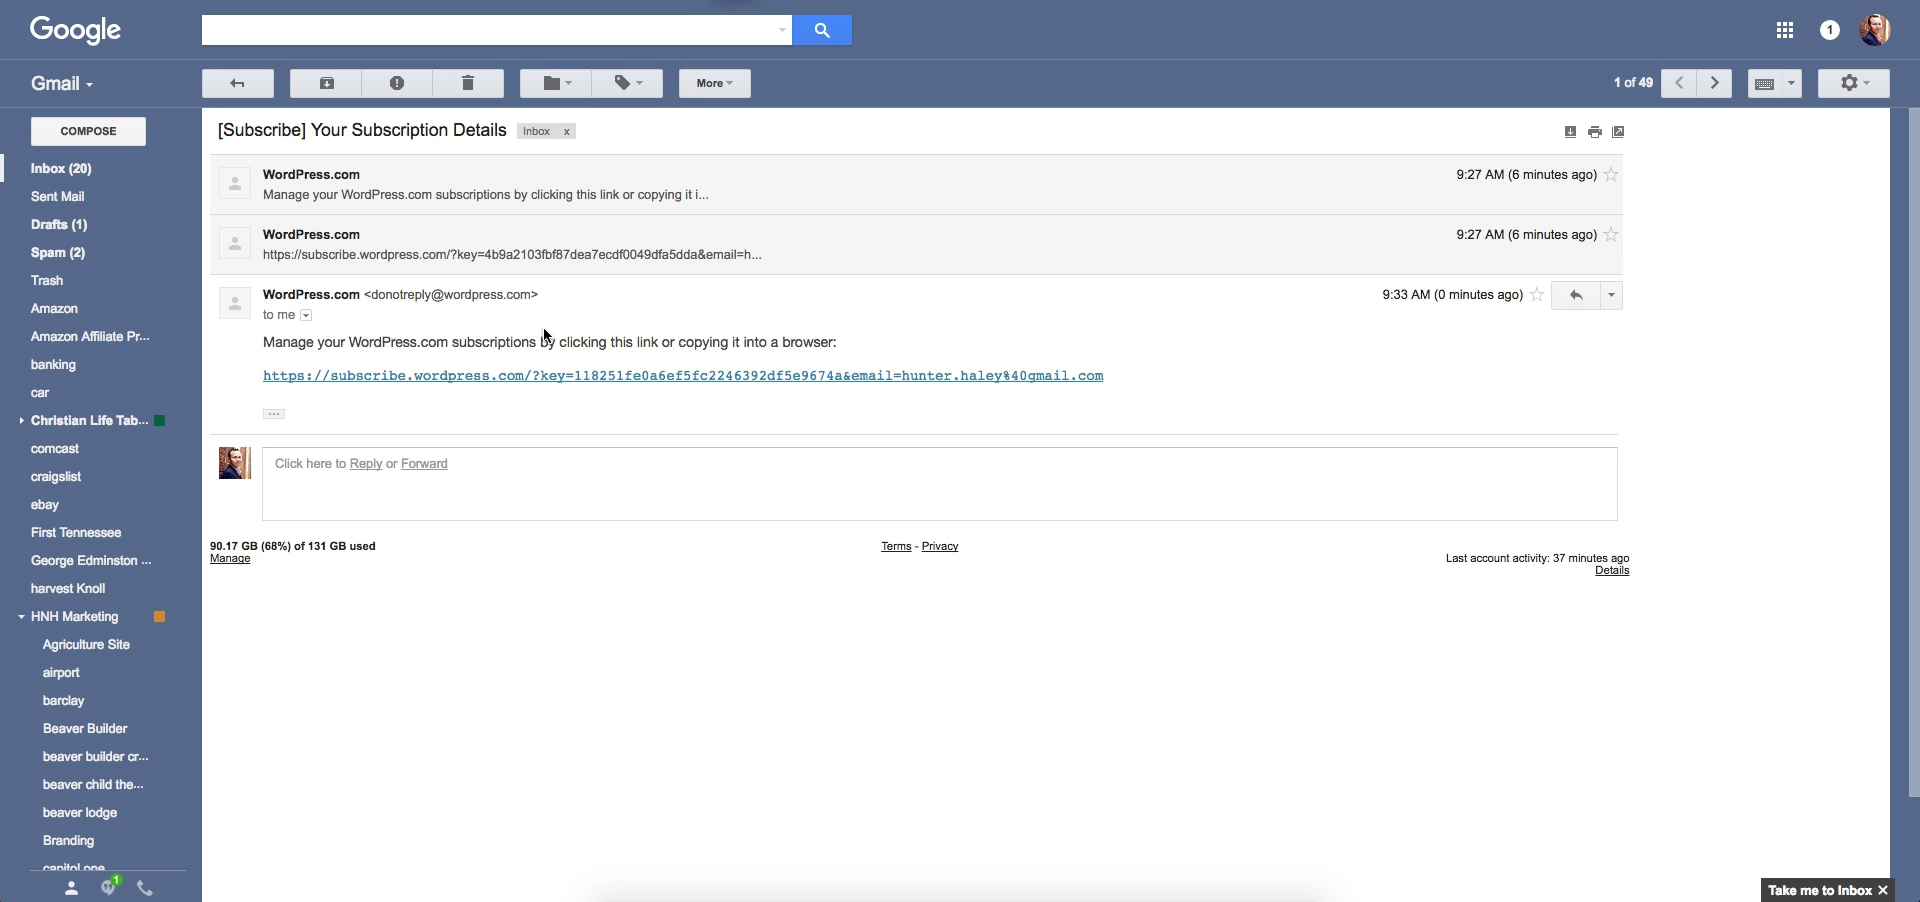 Google
1
Gmail
More
1 of 49
COMPOSE
[Subscribe] Your Subscription Details Inbox x
Inbox (20)
Sent Mail
Drafts (1)
Spam (2)
Trash
Amazon
Amazon Affiliate Pr...
banking
car
Christian Life Tab...
comcast
craigslist
ebay
First Tennessee
George Edminston ...
harvest Knoll
HNH Marketing
Agriculture Site
airport
barclay
Beaver Builder
beaver builder cr...
beaver child the...
beaver lodge
Branding
capitol one
1
WordPress.com 9:27 AM (6 minutes ago)
Manage your WordPress.com subscriptions by clicking this link or copying it i...
WordPress.com 9:27 AM (6 minutes ago)
https://subscribe.wordpress.com/?key=4b9a2103fbf87dea7ecdf0049dfa5dda&email=h...
WordPress.com <donotreply@wordpress.com> 9:33 AM (0 minutes ago)
to me
Manage your WordPress.com subscriptions by clicking this link or copying it into a browser:
https://subscribe.wordpress.com/?key=118251fe0a6ef5fc2246392df5e9674a&email=hunter.haley%40gmail.com
...
Click here to Reply or Forward
90.17 GB (68%) of 131 GB used
Manage
Terms - Privacy
Last account activity: 37 minutes ago
Details
Take me to Inbox ×